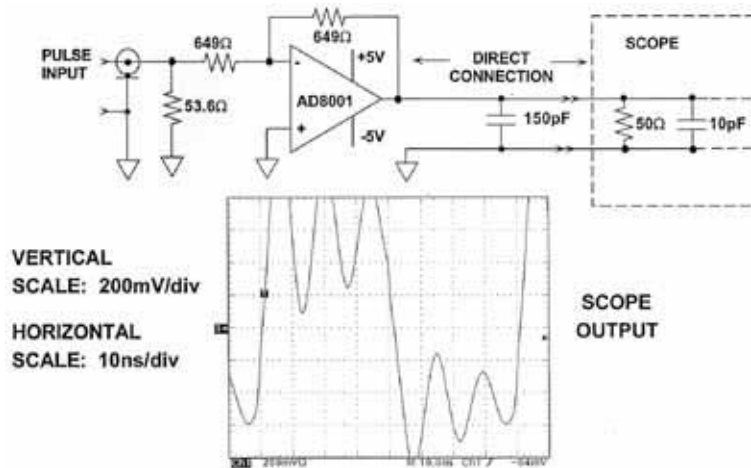 649Ω
649Ω
PULSE
INPUT
53.6Ω
-
+
+5V
AD8001
-5V
DIRECT
CONNECTION
SCOPE
150pF
50Ω
10pF
VERTICAL
SCALE: 200mV/div
HORIZONTAL
SCALE: 10ns/div
SCOPE
OUTPUT
Ch1